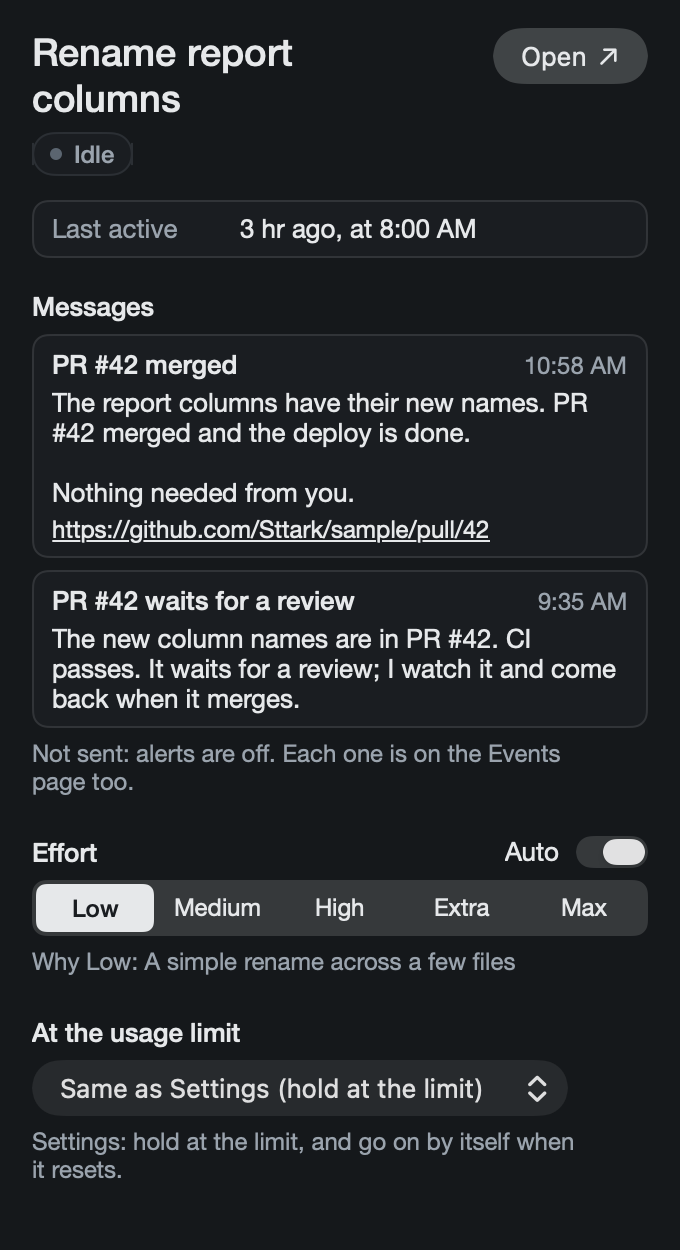 Rename report
columns
Open
Idle
Last active 3 hr ago, at 8:00 AM
Messages
PR #42 merged 10:58 AM
The report columns have their new names. PR
#42 merged and the deploy is done.
Nothing needed from you.
https://github.com/Sttark/sample/pull/42
PR #42 waits for a review 9:35 AM
The new column names are in PR #42. CI
passes. It waits for a review; I watch it and come
back when it merges.
Not sent: alerts are off. Each one is on the Events
page too.
Effort Auto
Low Medium High Extra Max
Why Low: A simple rename across a few files
At the usage limit
Same as Settings (hold at the limit)
Settings: hold at the limit, and go on by itself when
it resets.